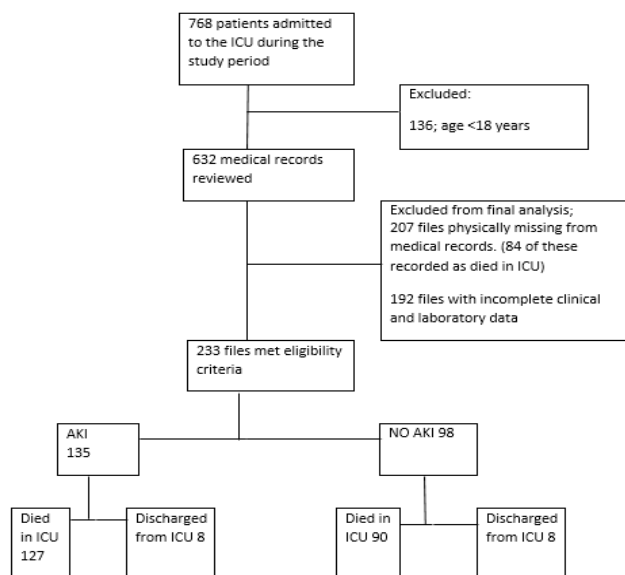 768 patients admitted
to the ICU during the
study period
Excluded:
136; age <18 years
632 medical records
reviewed
Excluded from final analysis;
207 files physically missing from
medical records. (84 of these
recorded as died in ICU)
192 files with incomplete clinical
and laboratory data
233 files met eligibility
criteria
AKI
135
NO AKI 98
Died
in ICU
127
Discharged
from ICU 8
Died in
ICU 90
Discharged
from ICU 8